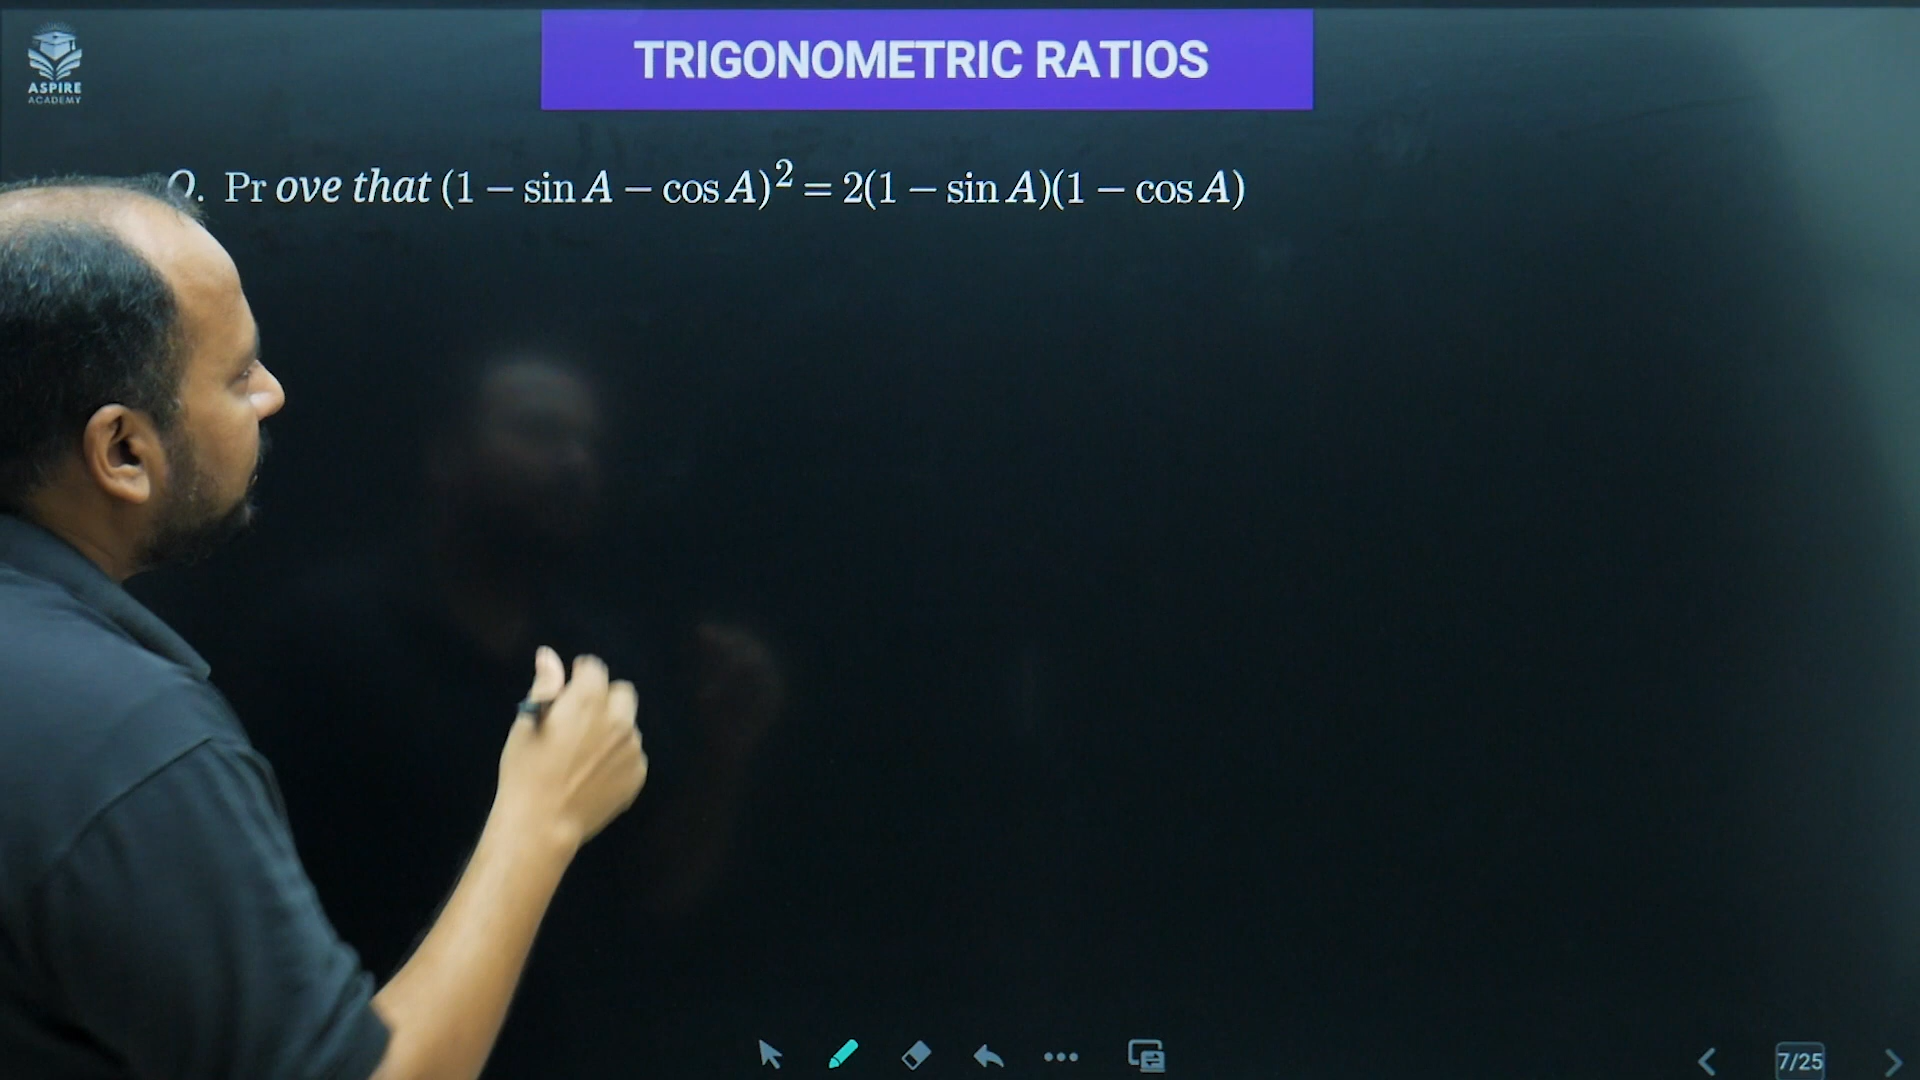 TRIGONOMETRIC RATIOS
ASPIRE
ACADEMY
Q. Pr ove that (1 − sin A − cos A)² = 2(1 − sin A)(1 − cos A)
7/25